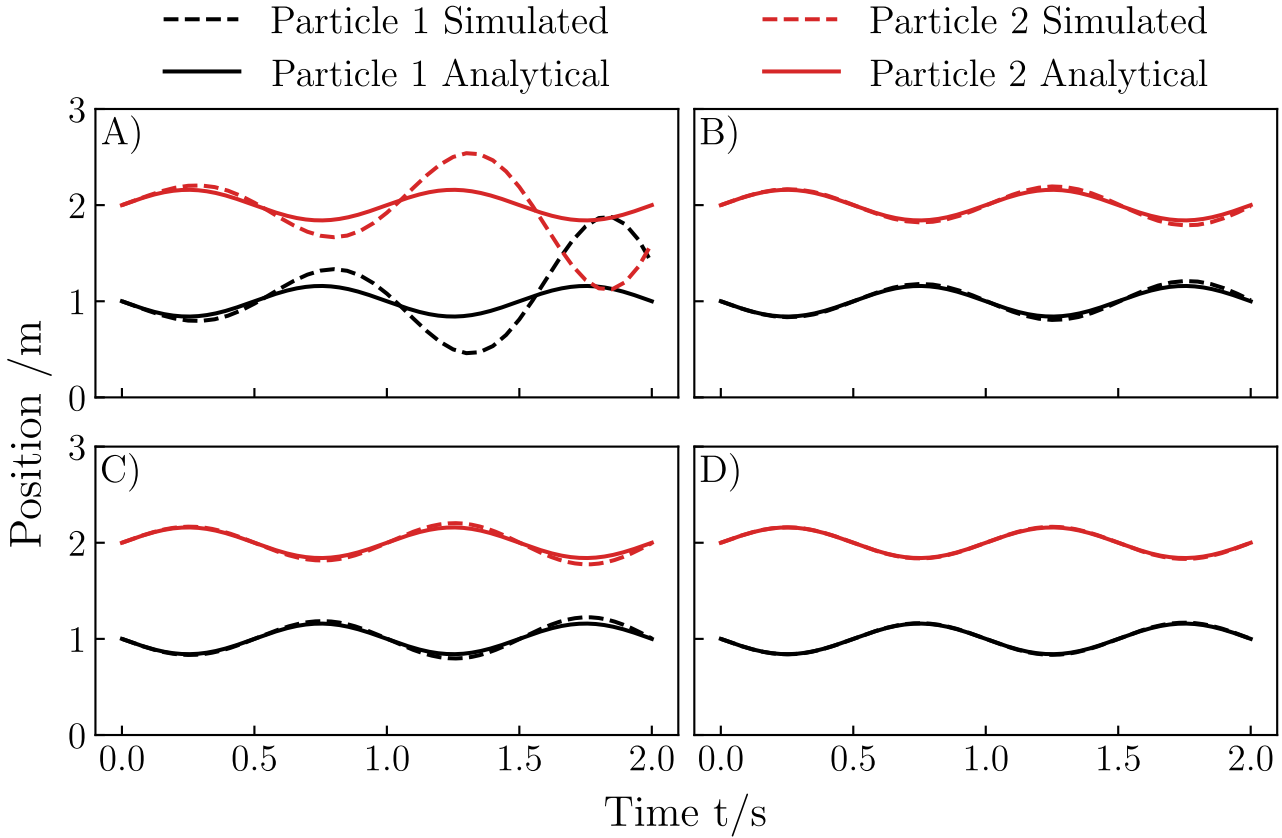 Particle 1 Simulated
Particle 2 Simulated
Particle 1 Analytical
Particle 2 Analytical
A)
B)
3
2
1
0
C)
D)
3
2
1
0
Position /m
0.0 0.5 1.0 1.5 2.0
0.0 0.5 1.0 1.5 2.0
Time t/s